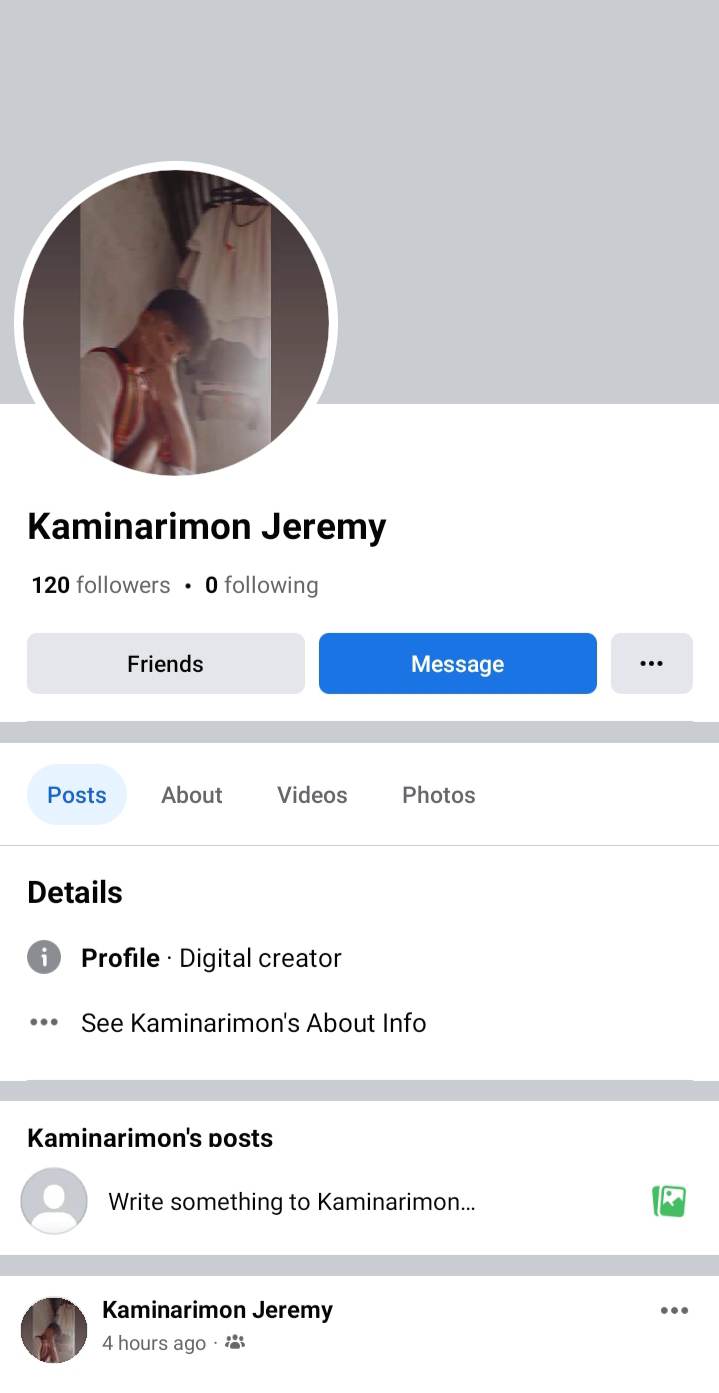 Kaminarimon Jeremy
120 followers • 0 following
Friends
Message
Posts
About
Videos
Photos
Details
Profile · Digital creator
See Kaminarimon's About Info
Kaminarimon's posts
Write something to Kaminarimon...
Kaminarimon Jeremy
4 hours ago ·